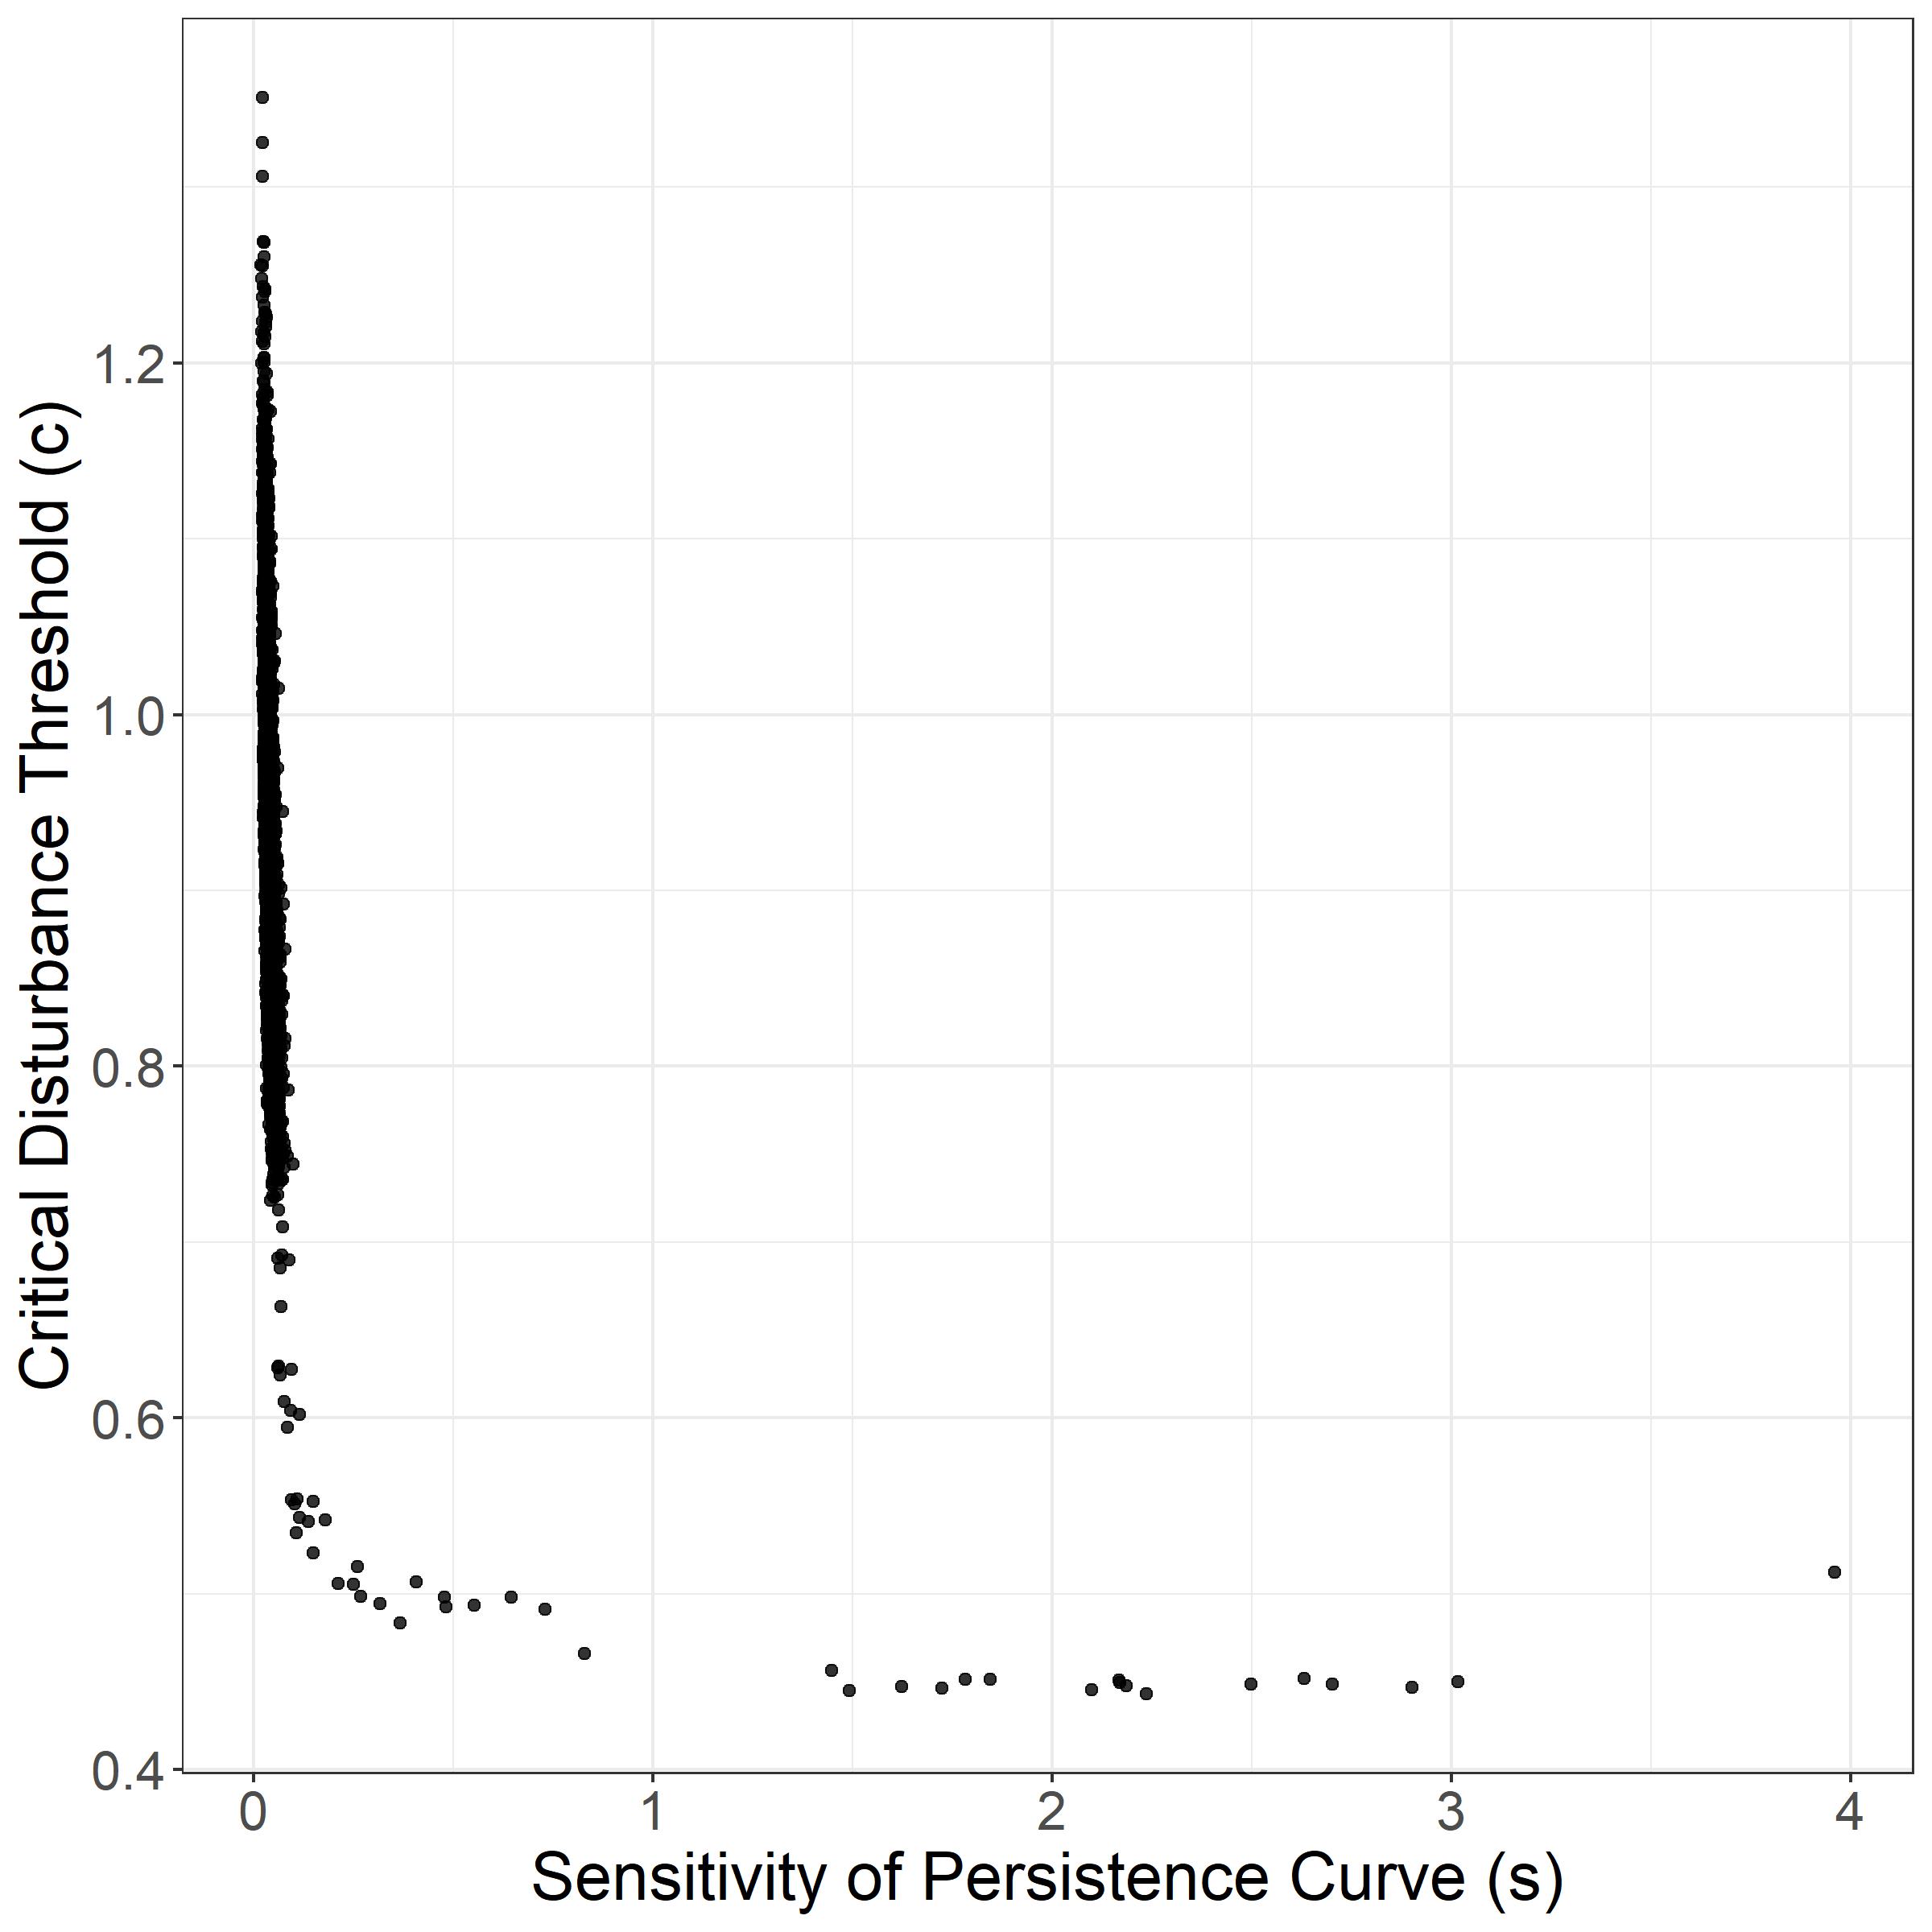 Critical Disturbance Threshold (c)
1.2
1.0
0.8
0.6
0.4
0 1 2 3 4
Sensitivity of Persistence Curve (s)